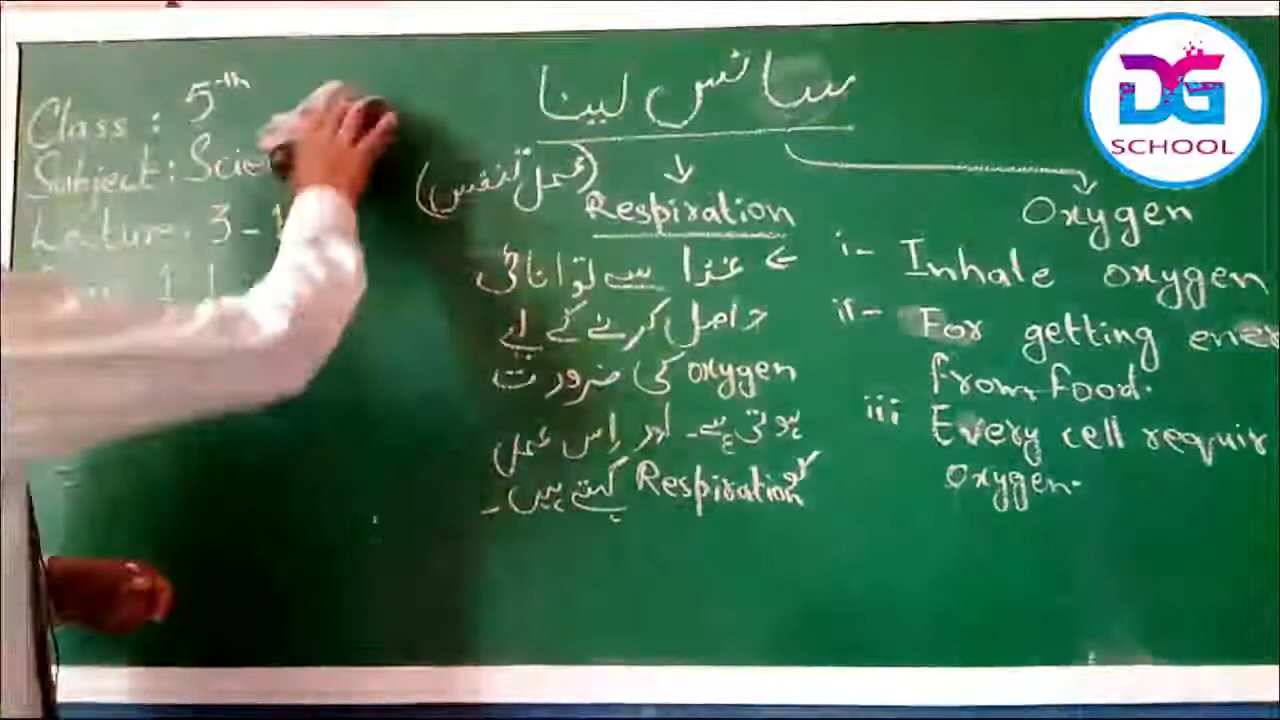 Class : 5th
Subject : Scie
Lecture. 3-1
سانس لینا
(عمل تنفس)
Respiration
غذا سے توانائی
حاصل کرنے کے لیے
oxygen کی ضرورت
ہوتی ہے۔ اور اِس عمل
کو Respiration کہتے ہیں۔
Oxygen
i- Inhale oxygen
ii- For getting ener
from food.
iii Every cell requir
oxygen.
DG
SCHOOL